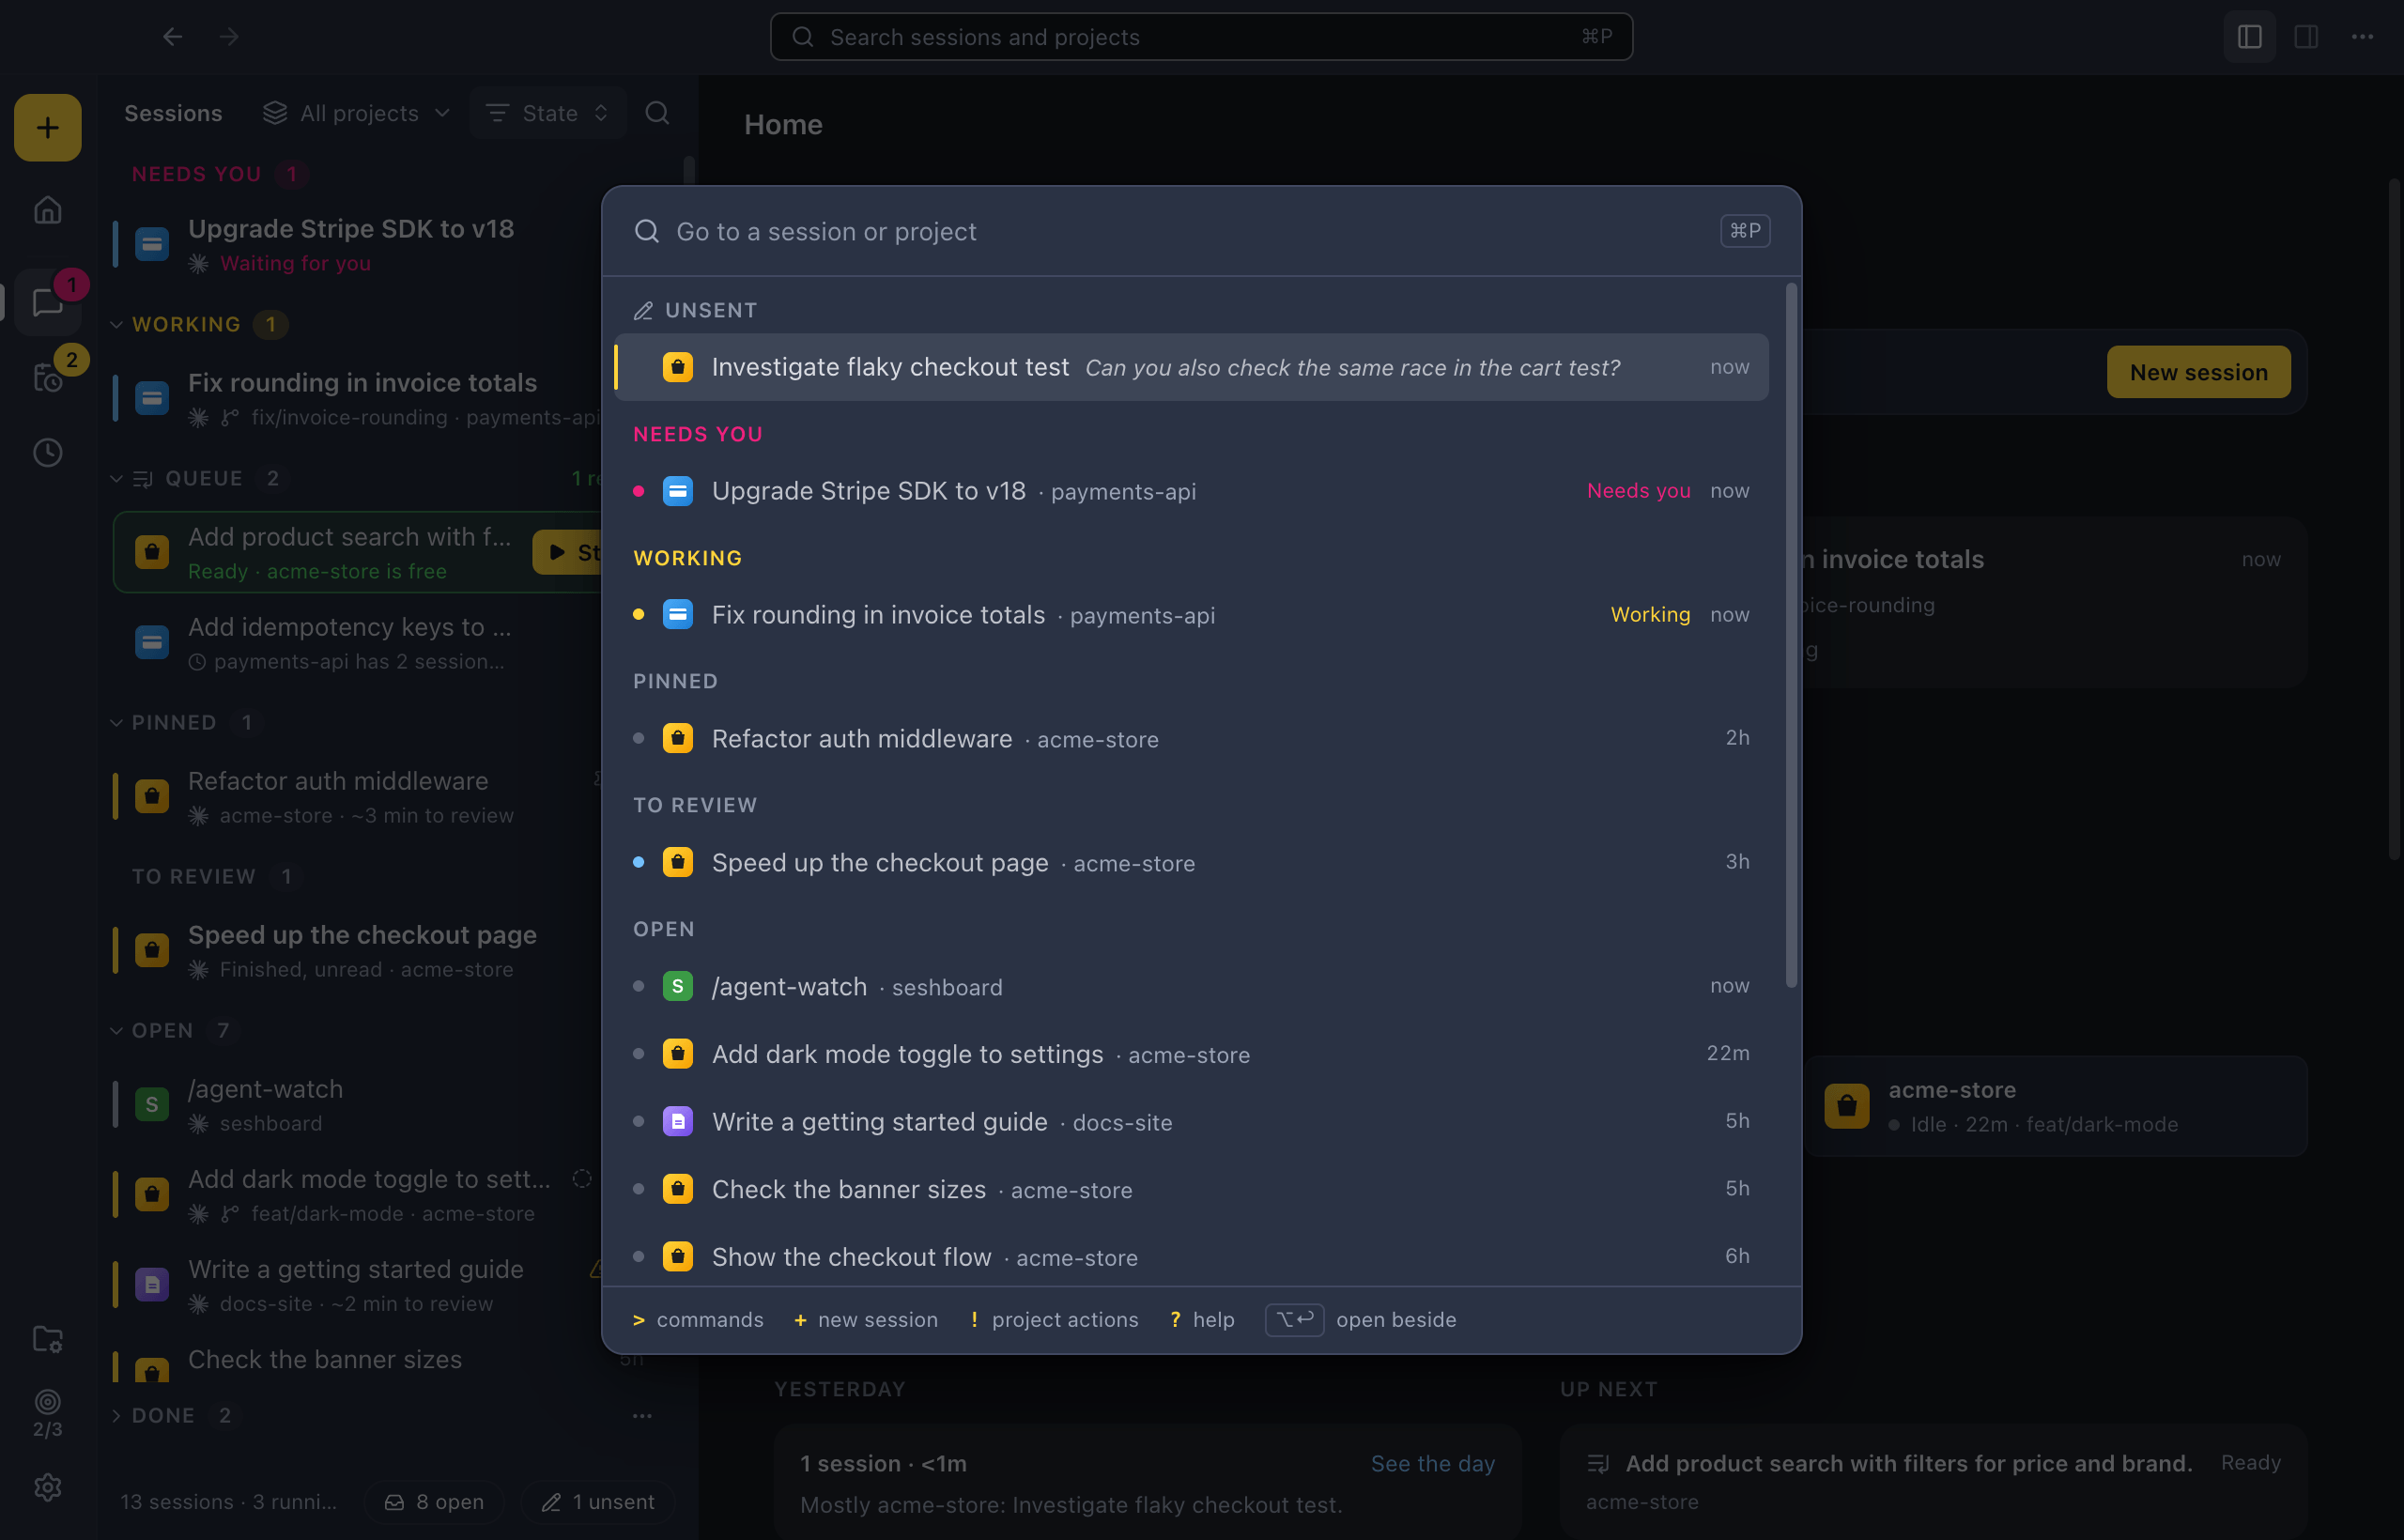 Search sessions and projects ⌘P
Sessions All projects State
NEEDS YOU 1
Upgrade Stripe SDK to v18
Waiting for you
1
WORKING 1
2
Fix rounding in invoice totals
fix/invoice-rounding · payments-api
QUEUE 2
Add product search with f...
Ready · acme-store is free
Add idempotency keys to ...
payments-api has 2 session...
PINNED 1
Refactor auth middleware
acme-store · ~3 min to review
TO REVIEW 1
Speed up the checkout page
Finished, unread · acme-store
OPEN 7
S /agent-watch
seshboard
Add dark mode toggle to sett...
feat/dark-mode · acme-store
Write a getting started guide
docs-site · ~2 min to review
Check the banner sizes
5h
2/3
DONE 2
13 sessions · 3 runni... 8 open 1 unsent
Home
New session
Go to a session or project ⌘P
UNSENT
Investigate flaky checkout test Can you also check the same race in the cart test? now
NEEDS YOU
Upgrade Stripe SDK to v18 · payments-api Needs you now
WORKING
Fix rounding in invoice totals · payments-api Working now
PINNED
Refactor auth middleware · acme-store 2h
TO REVIEW
Speed up the checkout page · acme-store 3h
OPEN
S /agent-watch · seshboard now
Add dark mode toggle to settings · acme-store 22m
Write a getting started guide · docs-site 5h
Check the banner sizes · acme-store 5h
Show the checkout flow · acme-store 6h
> commands + new session ! project actions ? help ⌥↩ open beside
invoice totals now
acme-store
Idle · 22m · feat/dark-mode
YESTERDAY
1 session · <1m See the day
Mostly acme-store: Investigate flaky checkout test.
UP NEXT
Add product search with filters for price and brand. Ready
acme-store